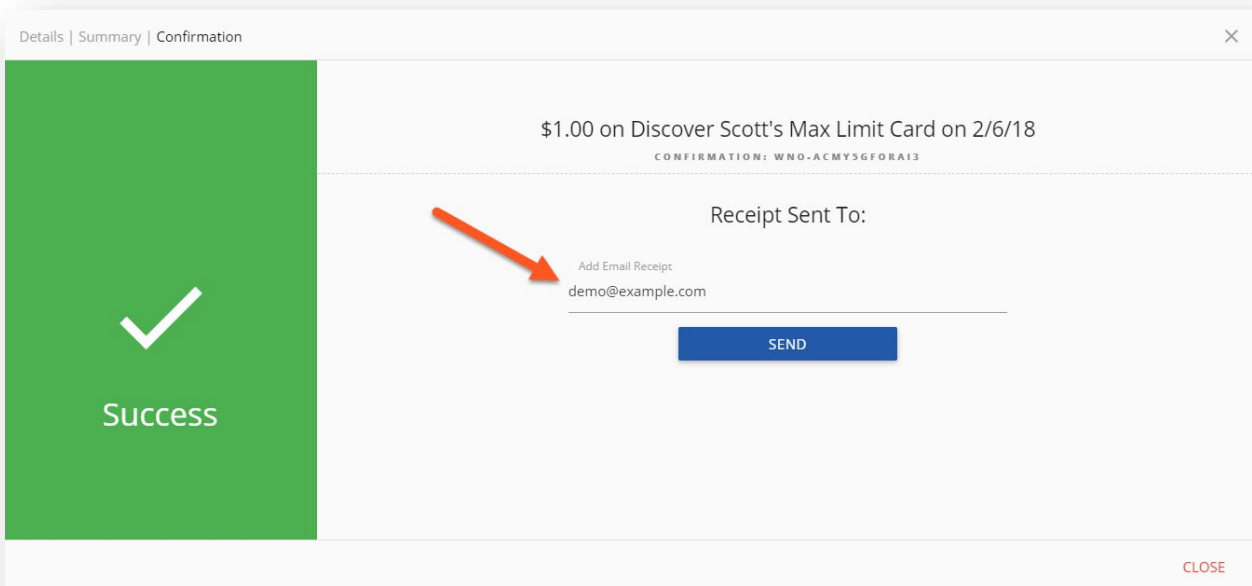 Details | Summary | Confirmation
$1.00 on Discover Scott's Max Limit Card on 2/6/18
CONFIRMATION: WNO-ACMY5GFORAI3
Receipt Sent To:
Add Email Receipt
demo@example.com
SEND
Success
CLOSE